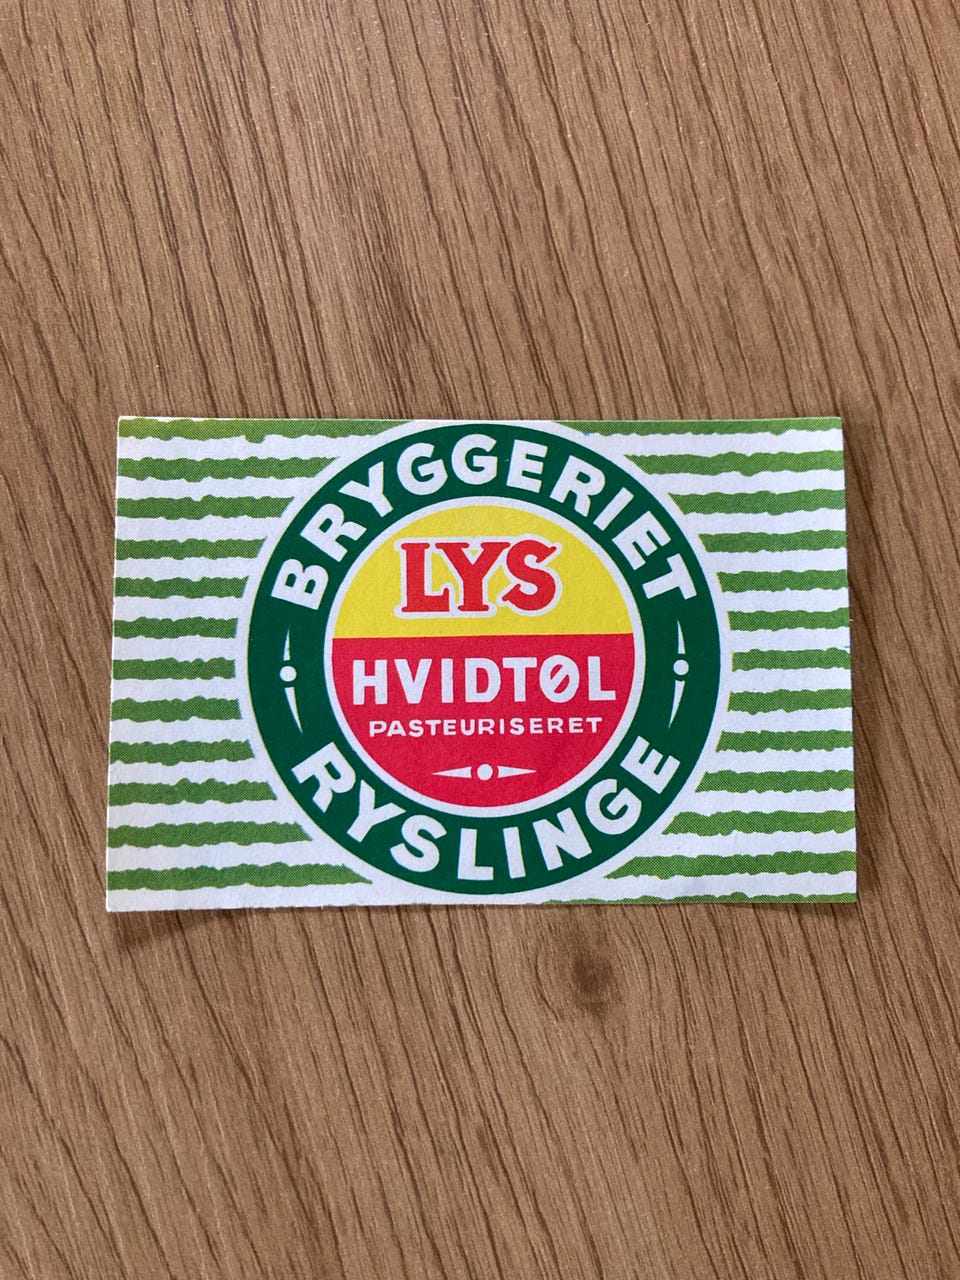 BRYGGERIET
LYS
HVIDTØL
PASTEURISERET
RYSLINGE